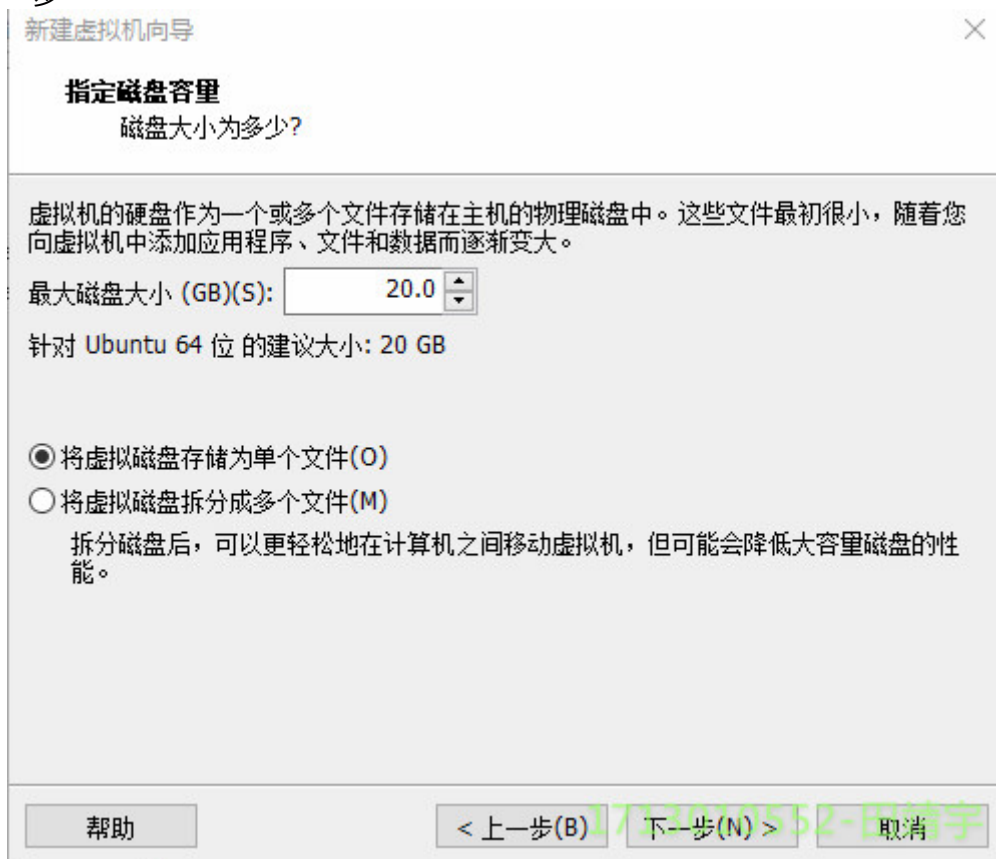 新建虚拟机向导
指定磁盘容量
磁盘大小为多少?
虚拟机的硬盘作为一个或多个文件存储在主机的物理磁盘中。这些文件最初很小，随着您
向虚拟机中添加应用程序、文件和数据而逐渐变大。
最大磁盘大小 (GB)(S): 20.0
针对 Ubuntu 64 位 的建议大小: 20 GB
将虚拟磁盘存储为单个文件(O)
将虚拟磁盘拆分成多个文件(M)
拆分磁盘后，可以更轻松地在计算机之间移动虚拟机，但可能会降低大容量磁盘的性
能。
帮助 < 上一步(B) 下一步(N) > 取消
1713010552-田